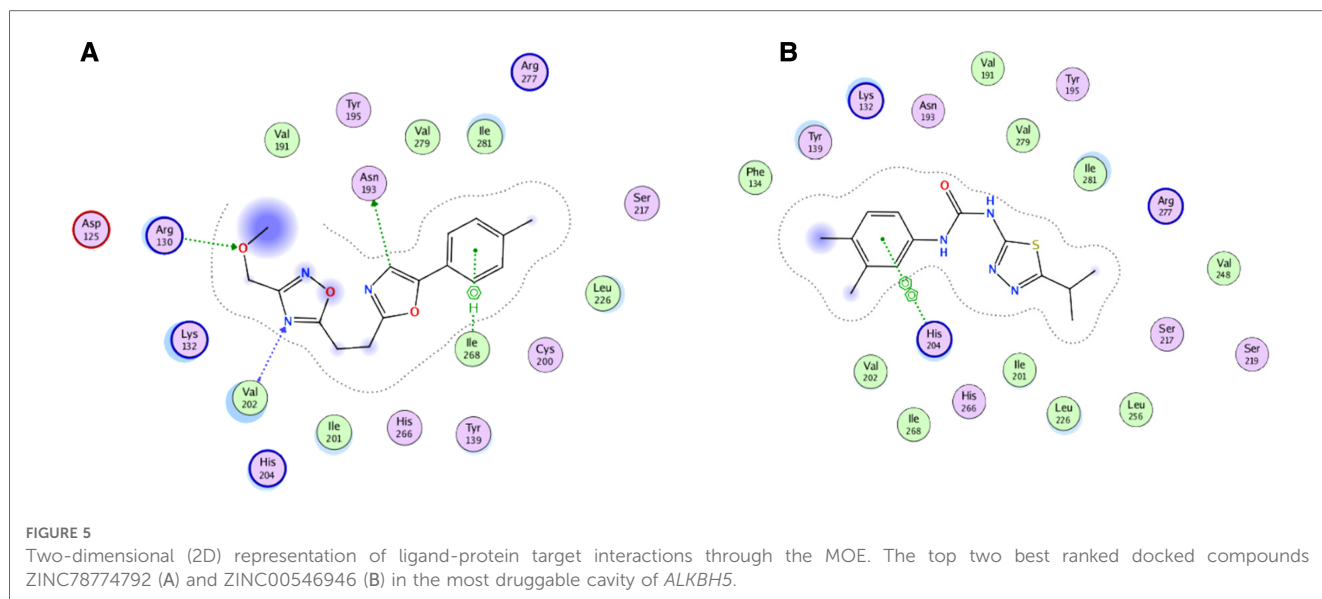 A
B
Arg
277
Tyr
195
Val
191
Val
279
Ile
281
Asn
193
Ser
217
Asp
125
Arg
130
O
N
O
N
N
O
H
Leu
226
Lys
132
Ile
268
Cys
200
Val
202
Ile
201
His
266
Tyr
139
His
204
Val
191
Tyr
195
Lys
132
Asn
193
Val
279
Tyr
139
Ile
281
Phe
134
Arg
277
O
H
N
N
H
S
N
N
Val
248
His
204
Ser
217
Ser
219
Val
202
Ile
201
His
266
Leu
226
Leu
256
Ile
268
FIGURE 5
Two-dimensional (2D) representation of ligand-protein target interactions through the MOE. The top two best ranked docked compounds
ZINC78774792 (A) and ZINC00546946 (B) in the most druggable cavity of ALKBH5.